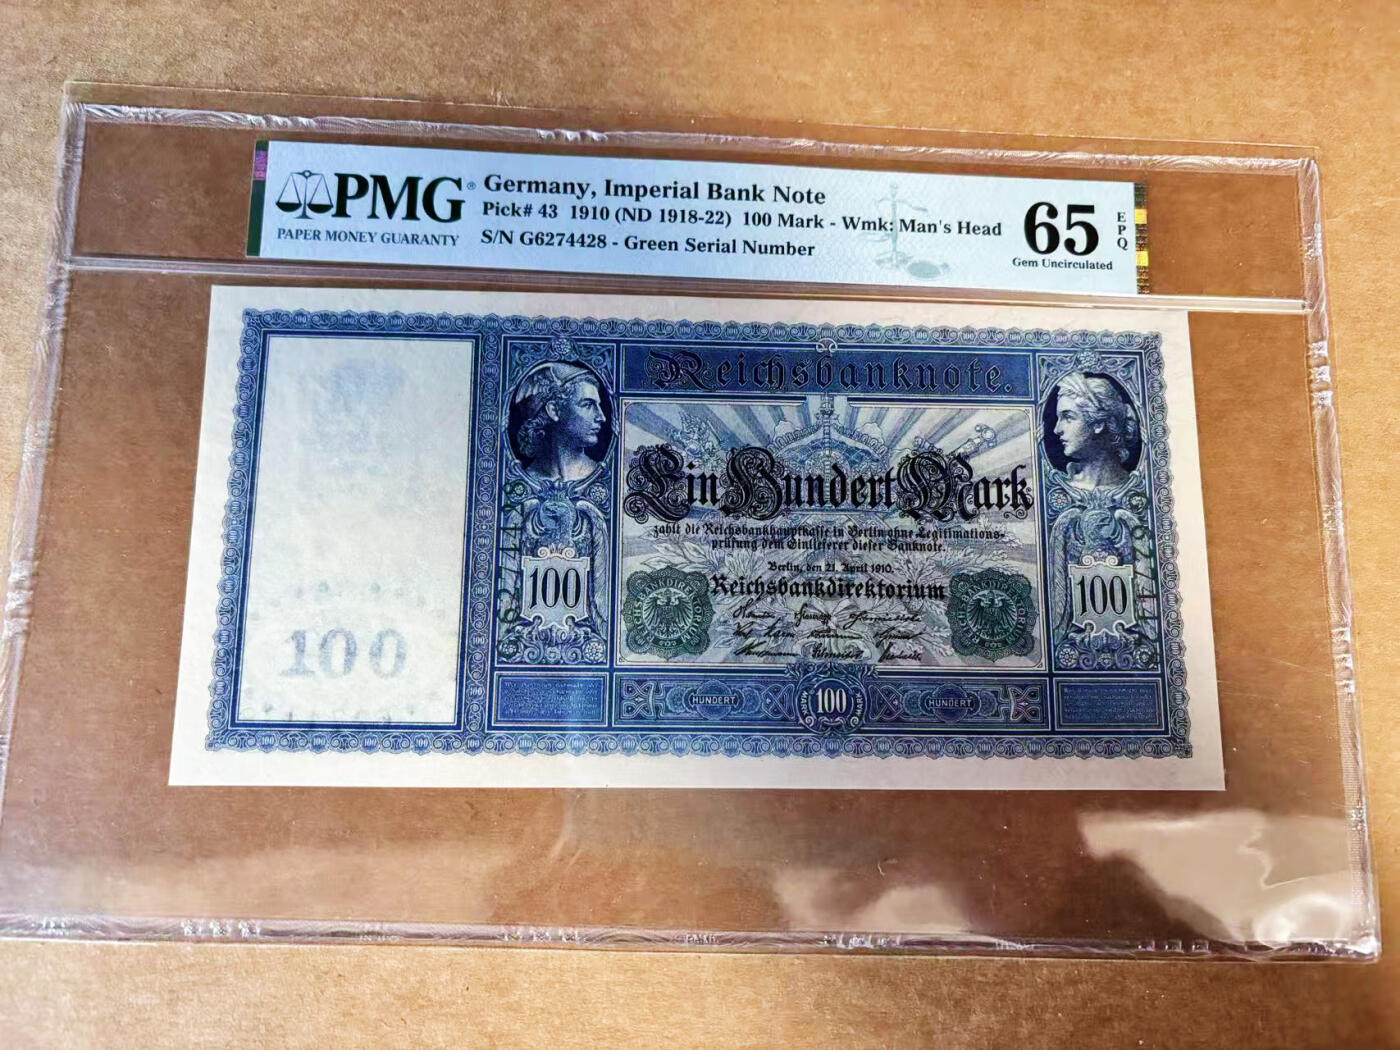 PMG®
PAPER MONEY GUARANTY
Germany, Imperial Bank Note
Pick# 43 1910 (ND 1918-22) 100 Mark - Wmk: Man's Head
S/N G6274428 - Green Serial Number
65
EPQ
Gem Uncirculated
Reichsbanknote.
Ein Hundert Mark
zahlt die Reichsbankhauptkasse in Berlin ohne Legitimations-
prüfung dem Einlieferer dieser Banknote.
Berlin, den 21. April 1910.
Reichsbankdirektorium
100
100
100
HUNDERT
MARK 100 MARK
HUNDERT